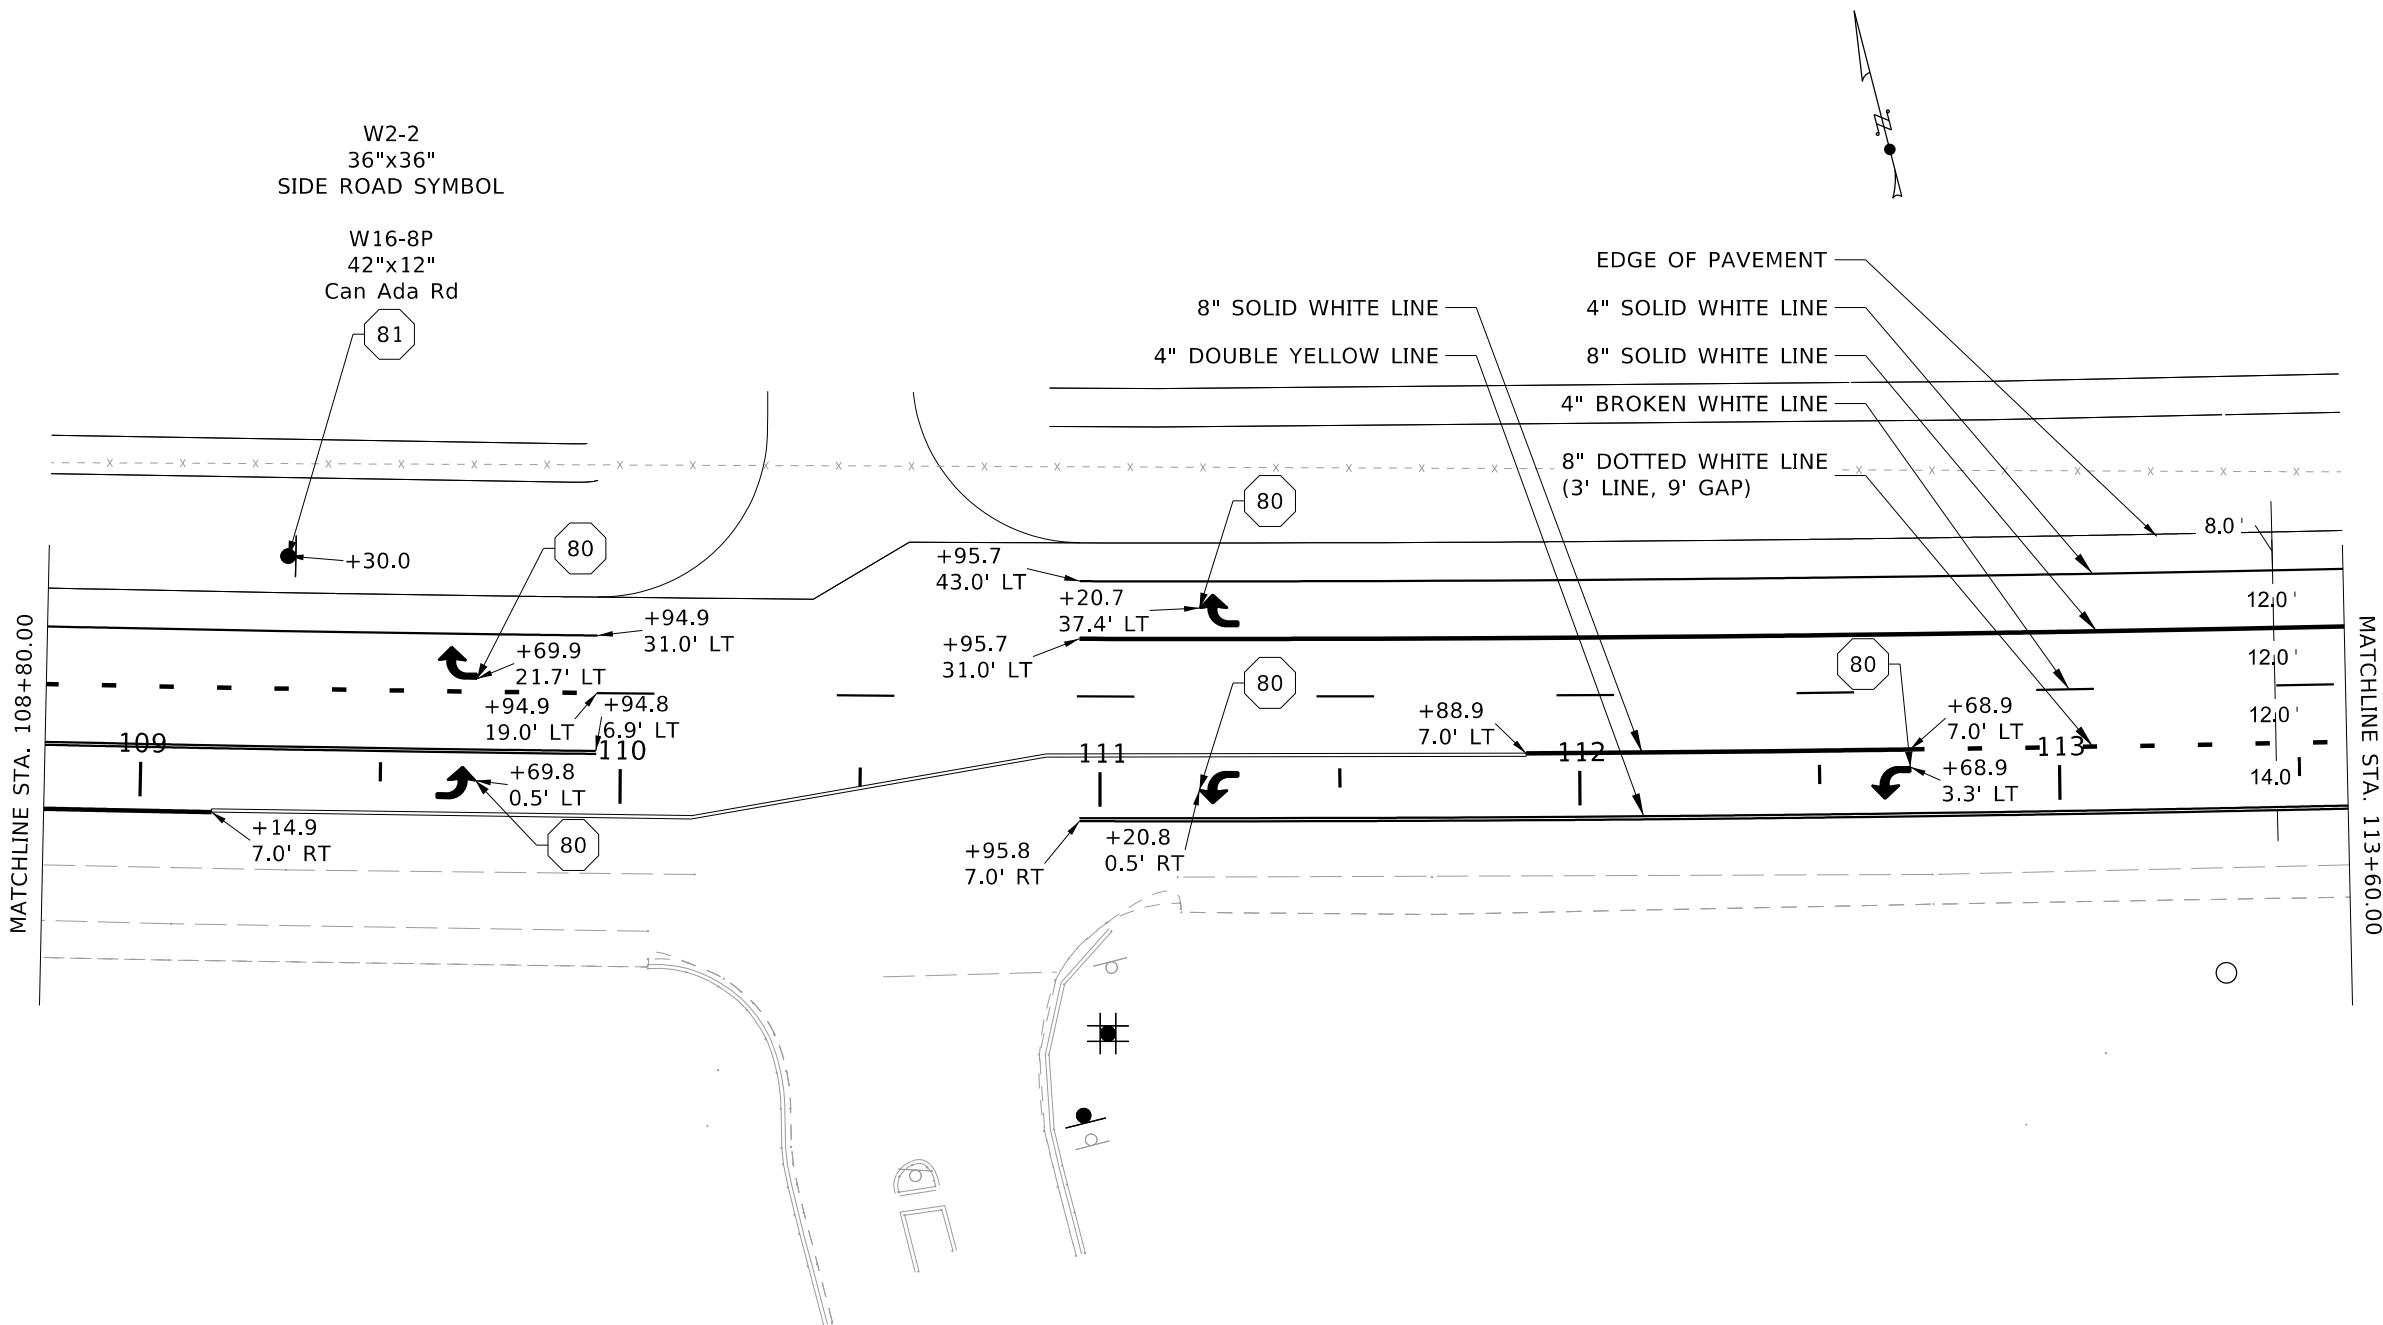 W2-2
36"x36"
SIDE ROAD SYMBOL
W16-8P
42"x12"
Can Ada Rd
81
N
EDGE OF PAVEMENT
8" SOLID WHITE LINE
4" SOLID WHITE LINE
4" DOUBLE YELLOW LINE
8" SOLID WHITE LINE
4" BROKEN WHITE LINE
8" DOTTED WHITE LINE
(3' LINE, 9' GAP)
80
80
+30.0
8.0 '
+95.7
43.0' LT
+20.7
37.4' LT
12.0 '
+94.9
31.0' LT
+69.9
21.7' LT
+95.7
31.0' LT
12.0 '
80
80
+94.9
19.0' LT
+94.8
6.9' LT
+88.9
7.0' LT
+68.9
7.0' LT
12.0 '
109
110
111
112
113
+69.8
0.5' LT
+68.9
3.3' LT
14.0 '
+14.9
7.0' RT
80
+95.8
7.0' RT
+20.8
0.5' RT
MATCHLINE STA. 108+80.00
MATCHLINE STA. 113+60.00